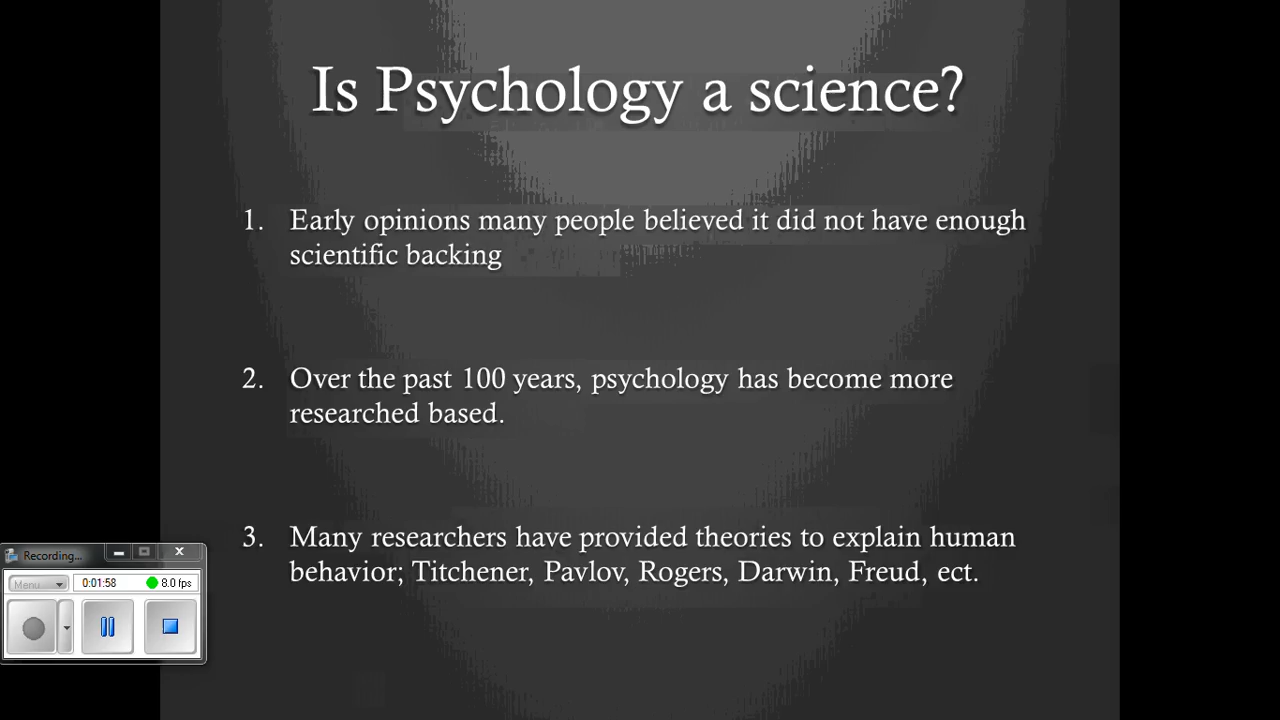 Is Psychology a science?
1. Early opinions many people believed it did not have enough
scientific backing
2. Over the past 100 years, psychology has become more
researched based.
3. Many researchers have provided theories to explain human
behavior; Titchener, Pavlov, Rogers, Darwin, Freud, ect.
Recording...
Menu 0:01:58 8.0 fps